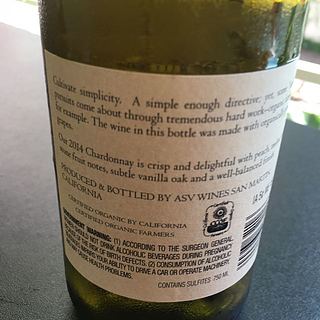 Cultivate simplicity. A simple enough directive, yet, some
pursuits come about through tremendous hard work-organic
for example. The wine in this bottle was made with organically
grapes.
Our 2014 Chardonnay is crisp and delightful with peach,
stone fruit notes, subtle vanilla oak and a well-balanced finish.
PRODUCED & BOTTLED BY ASV WINES SAN MARTIN,
CALIFORNIA
CERTIFIED ORGANIC BY CALIFORNIA
CERTIFIED ORGANIC FARMERS
GOVERNMENT WARNING: (1) ACCORDING TO THE SURGEON GENERAL,
SHOULD NOT DRINK ALCOHOLIC BEVERAGES DURING PREGNANCY
RISK OF BIRTH DEFECTS. (2) CONSUMPTION OF ALCOHOLIC
YOUR ABILITY TO DRIVE A CAR OR OPERATE MACHINERY,
CAUSE HEALTH PROBLEMS.
CONTAINS SULFITES 750 ML